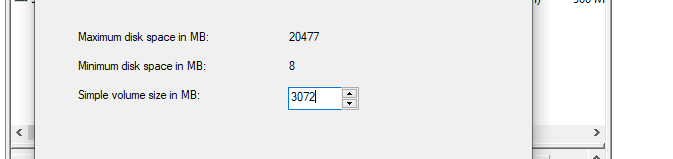 Maximum disk space in MB: 20477
Minimum disk space in MB: 8
Simple volume size in MB: 3072